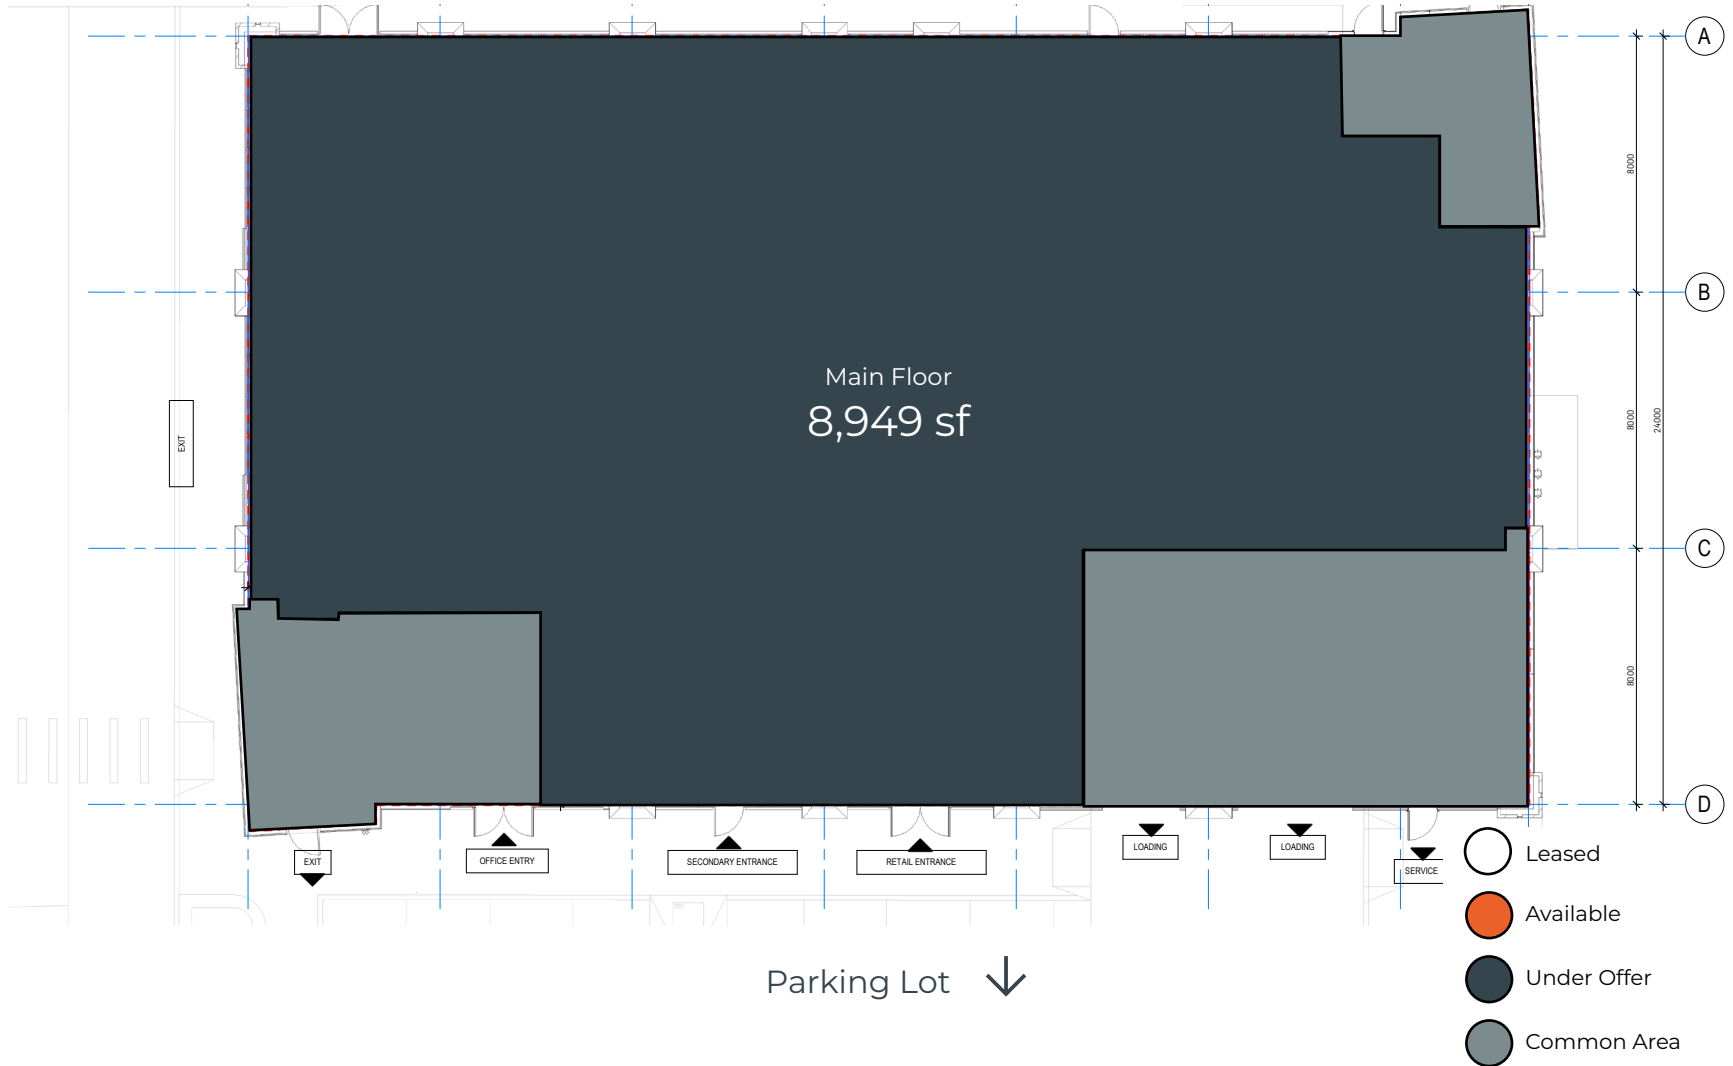 A
8000
B
Main Floor
8,949 sf
EXIT
8000
24000
C
8000
D
EXIT
OFFICE ENTRY
SECONDARY ENTRANCE
RETAIL ENTRANCE
LOADING
LOADING
SERVICE
Leased
Available
Parking Lot
Under Offer
Common Area